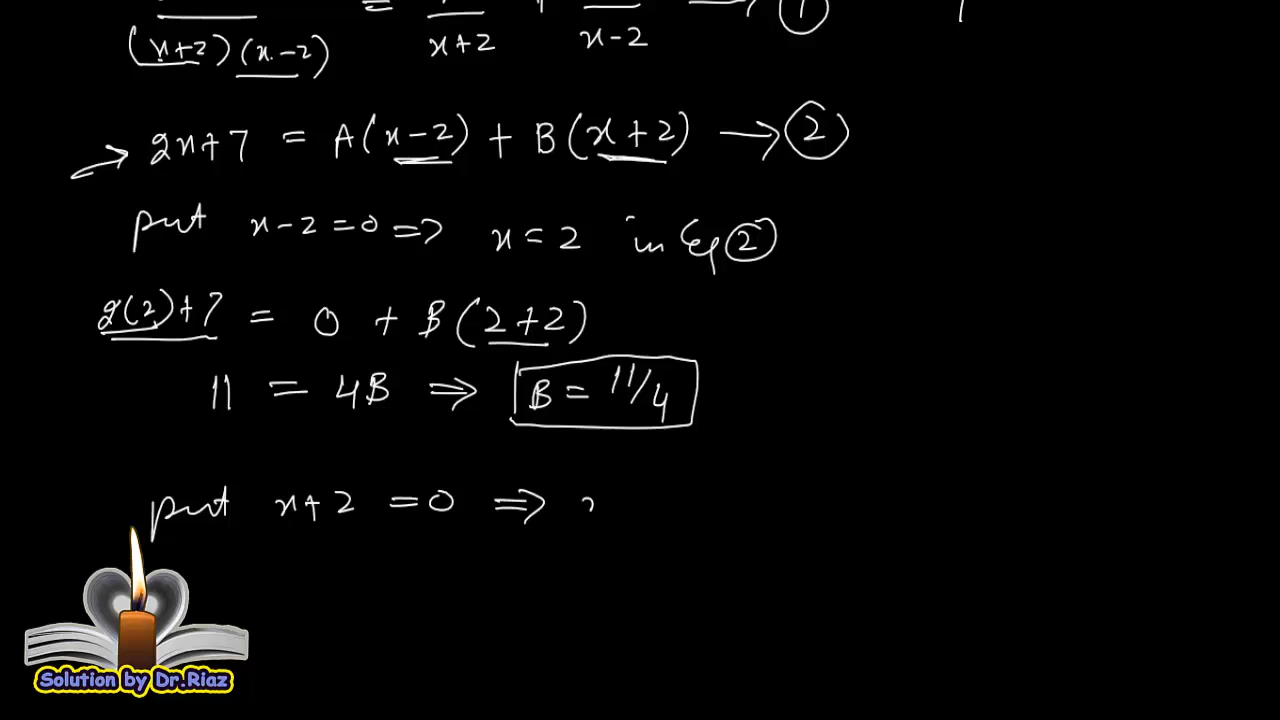 (x+2)(x-2) = x+2 + x-2 → ①
2x+7 = A(x-2) + B(x+2) → ②
put x-2=0 ⇒ x=2 in Eq ②
2(2)+7 = 0 + B(2+2)
11 = 4B ⇒ B = 11/4
put x+2 =0 ⇒
Solution by Dr.Riaz